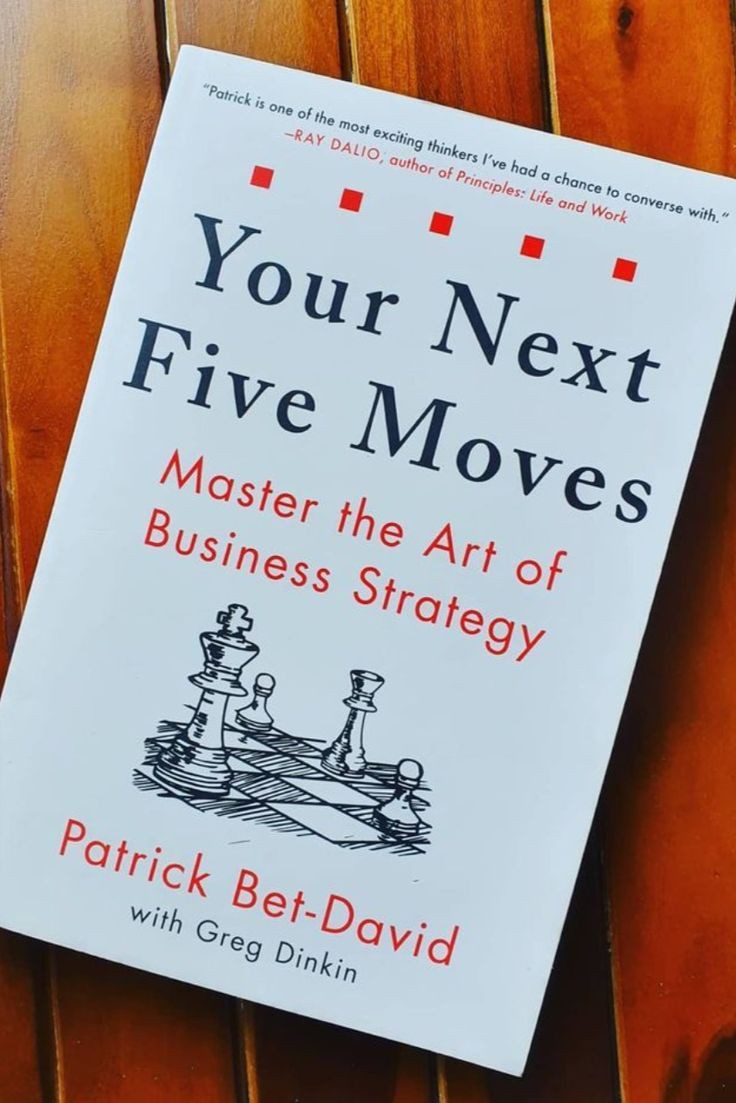 “Patrick is one of the most exciting thinkers I’ve had a chance to converse with.”
—RAY DALIO, author of Principles: Life and Work
Your Next
Five Moves
Master the Art of
Business Strategy
Patrick Bet-David
with Greg Dinkin